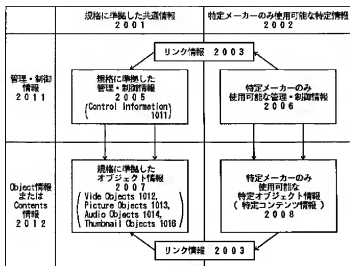 規格に準拠した共通情報
2001
特定メーカーのみ使用可能な特定情報
2002
リンク情報 2003
管理・制御
情報
2011
規格に準拠した
管理・制御情報
2005
(Control Information
1011)
特定メーカーのみ
使用可能な管理・制御情報
2006
Object情報
または
Contents
情報
2012
規格に準拠した
オブジェクト情報
2007
(Vide Objects 1012,
Picture Objects 1013,
Audio Objects 1014,
Thumbnail Objects 1016)
特定メーカーのみ
使用可能な
特定オブジェクト情報
(特定コンテンツ情報)
2008
リンク情報 2003